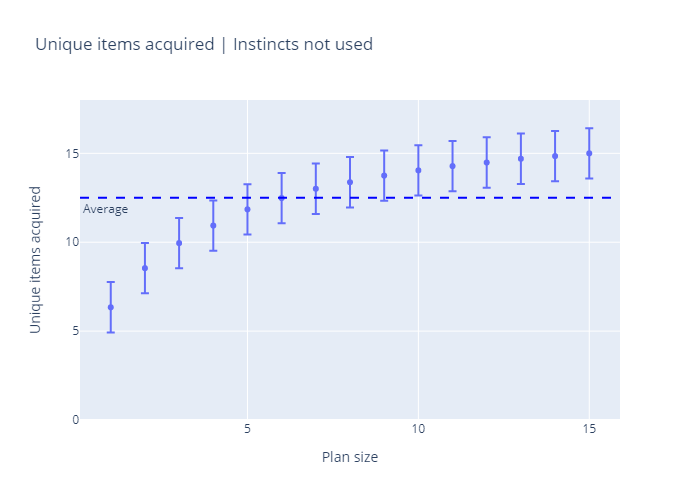 Unique items acquired | Instincts not used
Unique items acquired
15
10
5
0
Average
5
10
15
Plan size